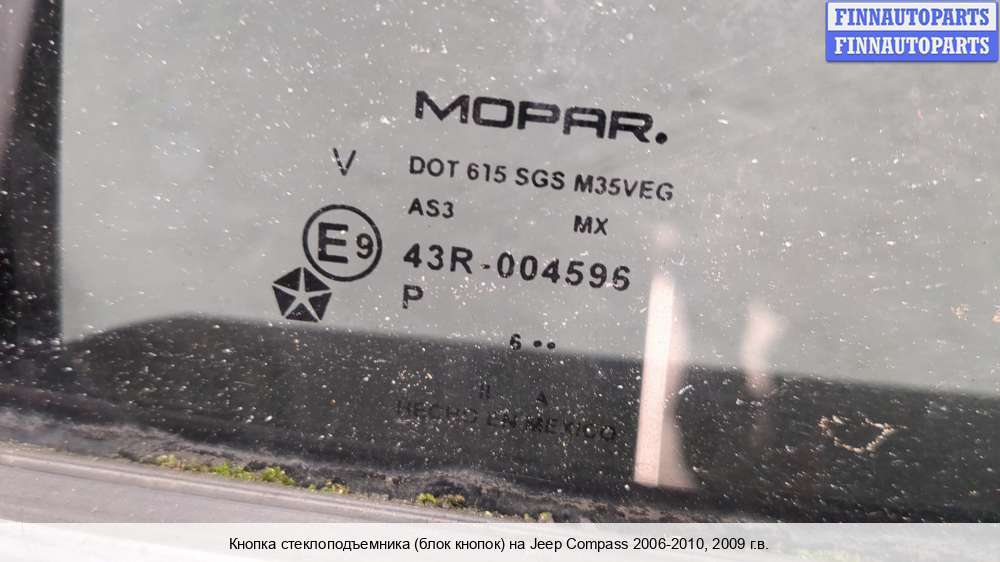 FINNAUTOPARTS
FINNAUTOPARTS
MOPAR.
V DOT 615 SGS M35VEG
AS3 MX
E9 43R-004596
P
6 ••
H A
HECHO EN MEXICO
Кнопка стеклоподъемника (блок кнопок) на Jeep Compass 2006-2010, 2009 г.в.